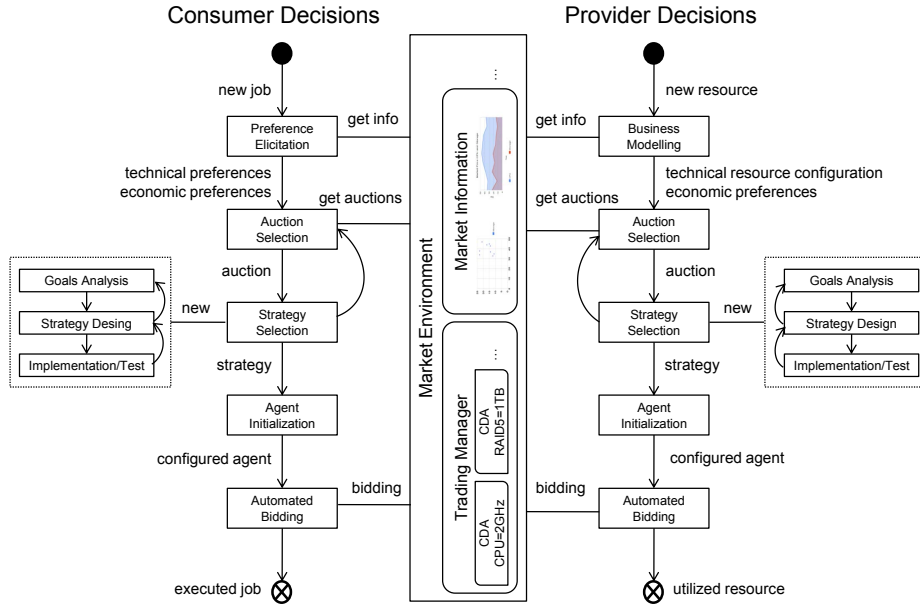 Consumer Decisions
Provider Decisions
new job
new resource
Preference
Elicitation
get info
get info
Business
Modelling
technical preferences
economic preferences
technical resource configuration
economic preferences
get auctions
get auctions
Auction
Selection
Auction
Selection
auction
auction
Goals Analysis
Strategy Desing
Implementation/Test
new
Strategy
Selection
Strategy
Selection
new
Goals Analysis
Strategy Design
Implementation/Test
strategy
strategy
Agent
Initialization
Agent
Initialization
configured agent
configured agent
Automated
Bidding
bidding
bidding
Automated
Bidding
executed job
utilized resource
Market Environment
Market Information
...
Trading Manager
...
CDA
RAID5=1TB
CDA
CPU=2GHz